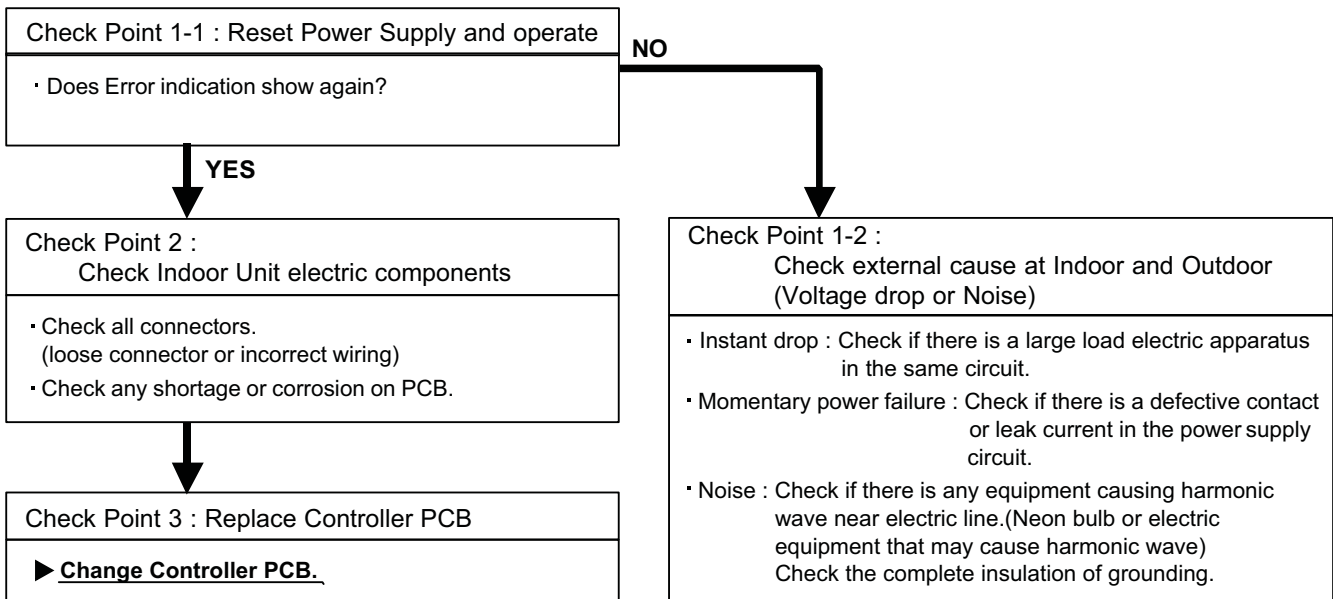 Check Point 1-1 : Reset Power Supply and operate
・Does Error indication show again?
NO
YES
Check Point 2 :
Check Indoor Unit electric components
・Check all connectors.
(loose connector or incorrect wiring)
・Check any shortage or corrosion on PCB.
Check Point 3 : Replace Controller PCB
▶ Change Controller PCB.
Check Point 1-2 :
Check external cause at Indoor and Outdoor
(Voltage drop or Noise)
・Instant drop : Check if there is a large load electric apparatus
in the same circuit.
・Momentary power failure : Check if there is a defective contact
or leak current in the power supply
circuit.
・Noise : Check if there is any equipment causing harmonic
wave near electric line.(Neon bulb or electric
equipment that may cause harmonic wave)
Check the complete insulation of grounding.